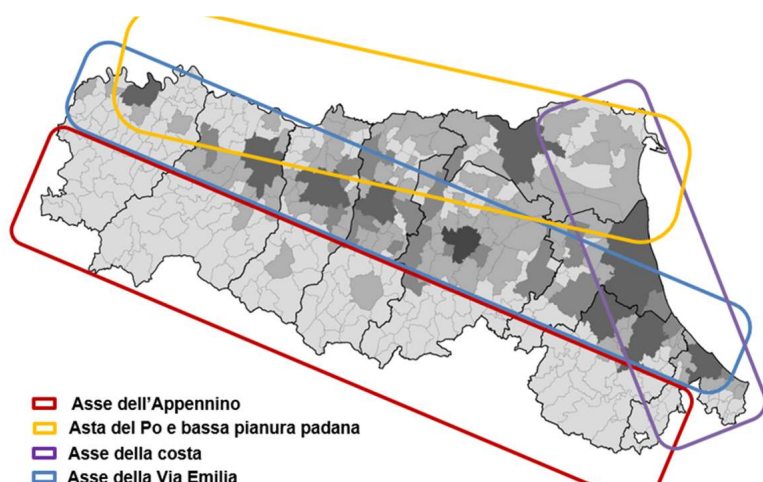 Asse dell'Appennino
Asta del Po e bassa pianura padana
Asse della costa
Asse della Via Emilia